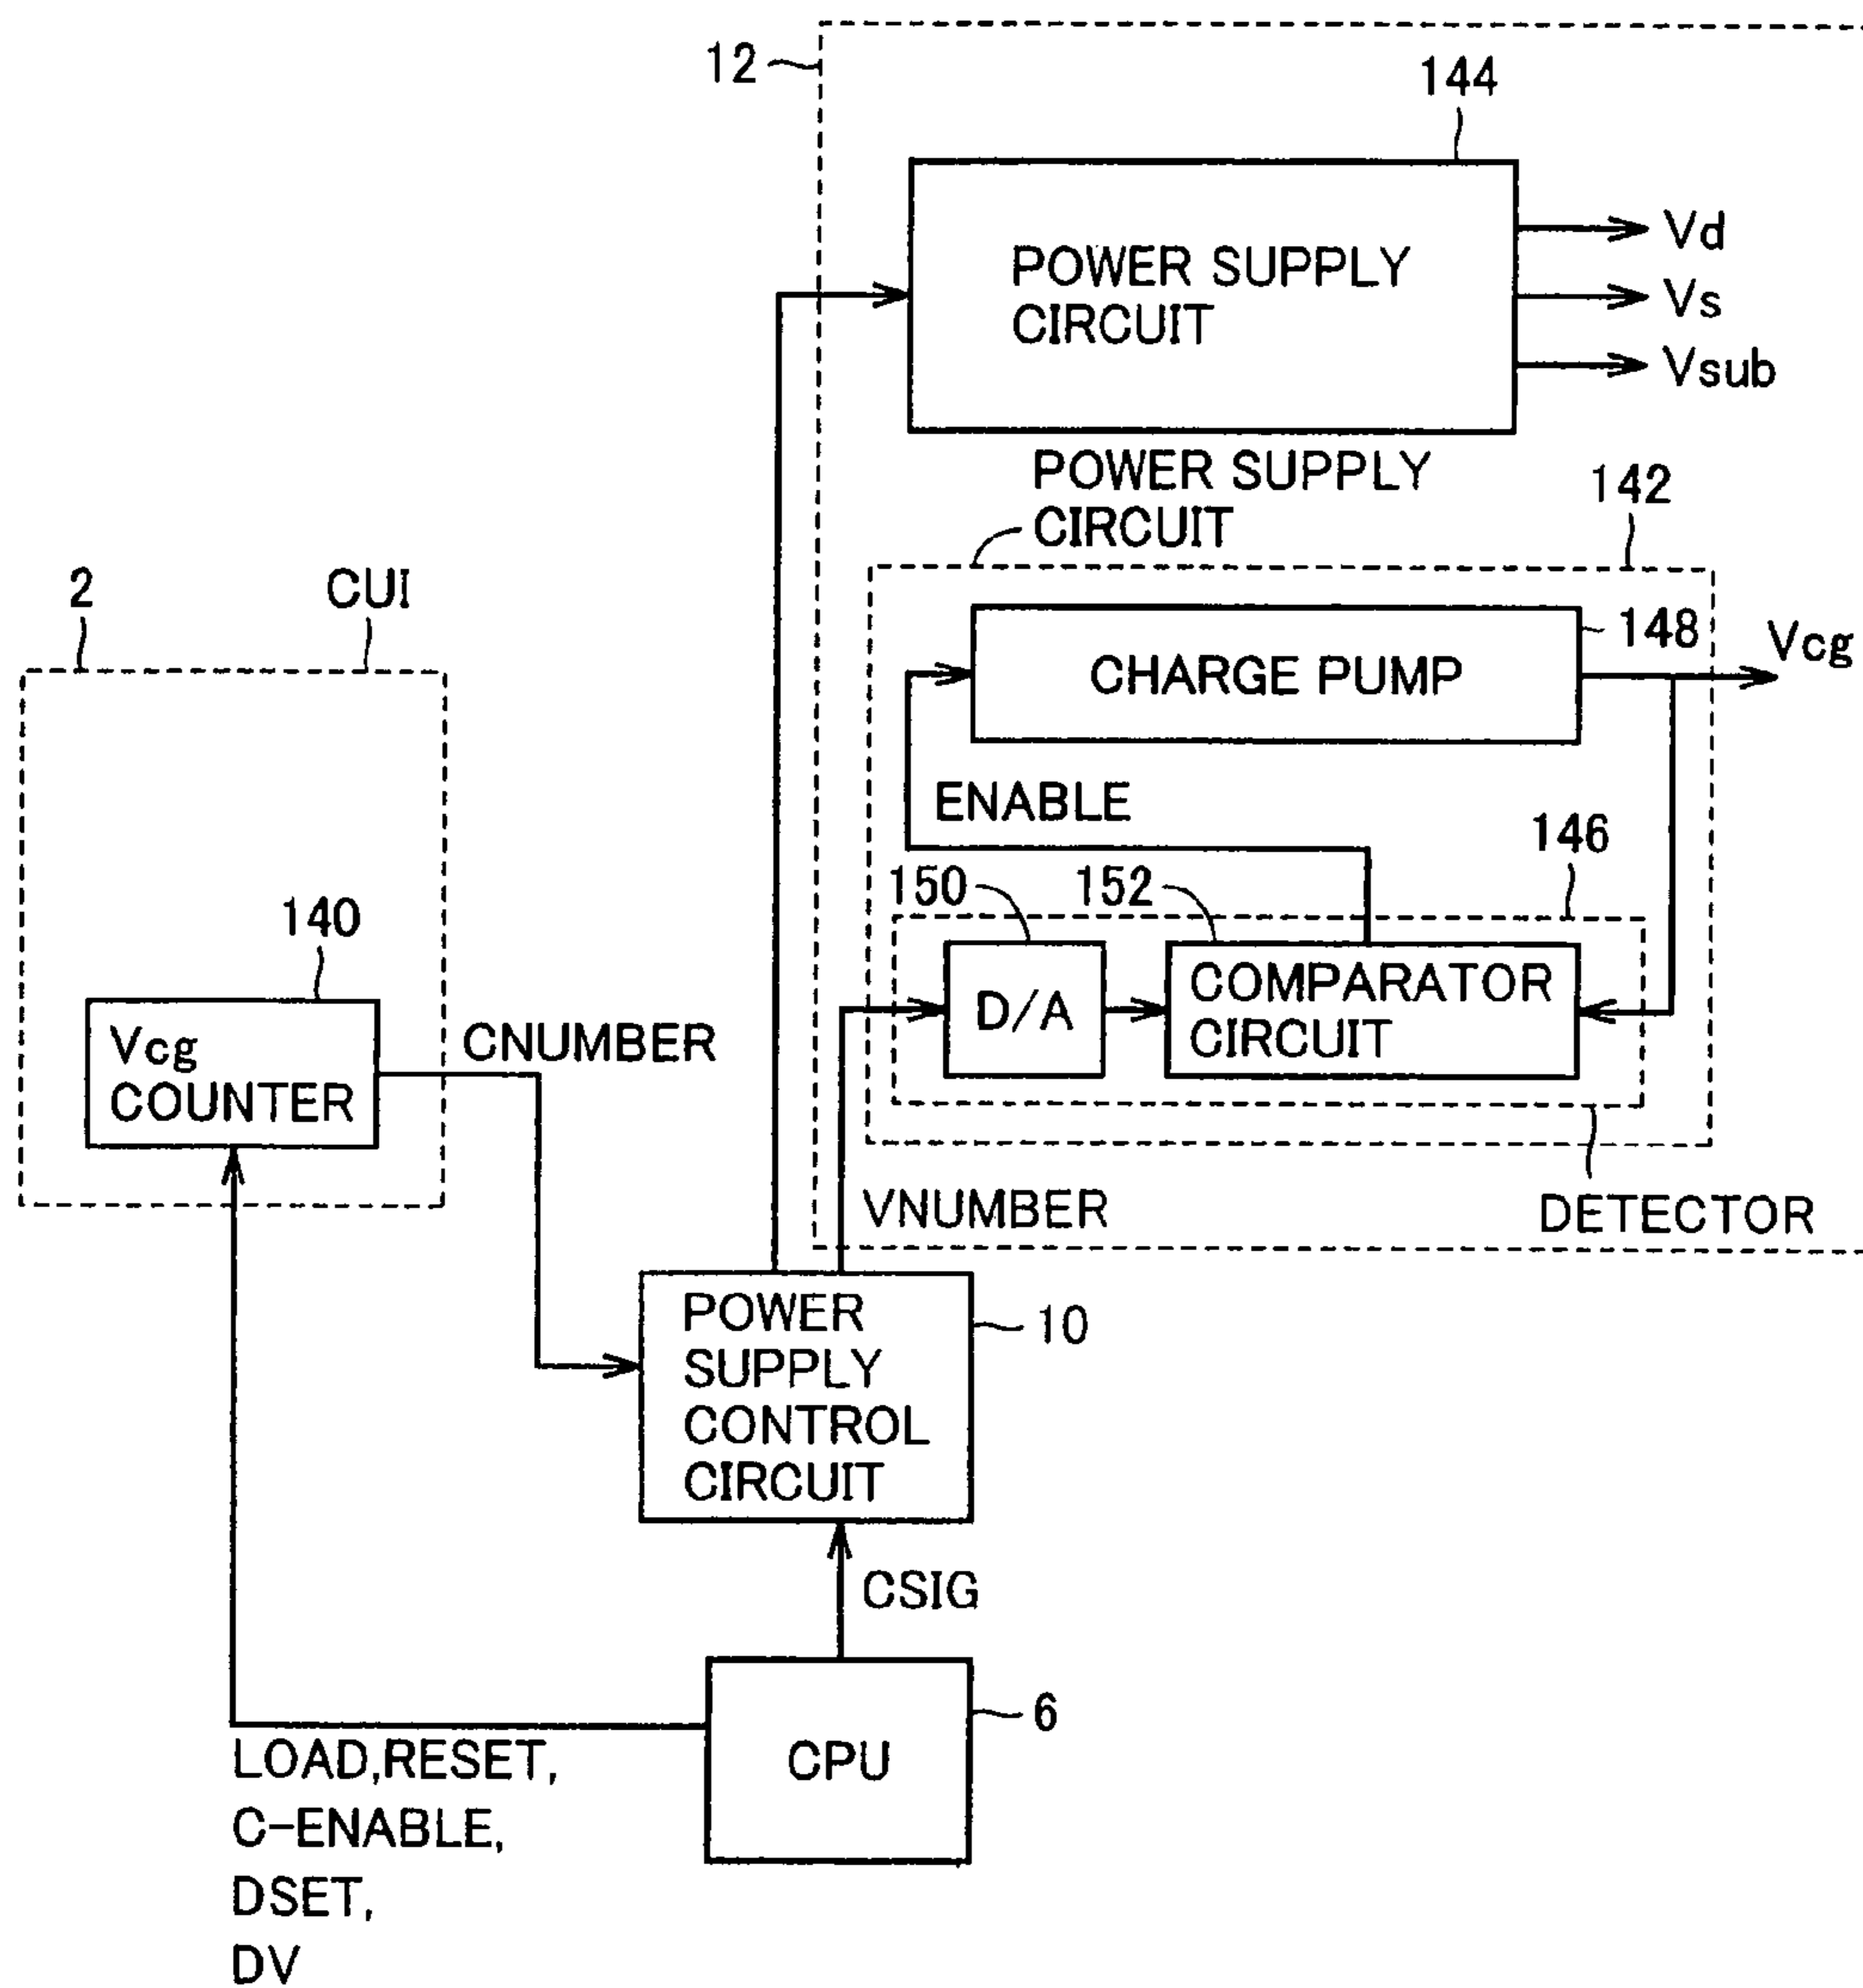 12
144
POWER SUPPLY
CIRCUIT
Vd
Vs
Vsub
POWER SUPPLY
CIRCUIT
142
2
CUI
148
Vcg
CHARGE PUMP
ENABLE
146
150
152
140
D/A
COMPARATOR
CIRCUIT
Vcg
COUNTER
CNUMBER
VNUMBER
DETECTOR
POWER
SUPPLY
CONTROL
CIRCUIT
10
CSIG
6
CPU
LOAD,RESET,
C-ENABLE,
DSET,
DV